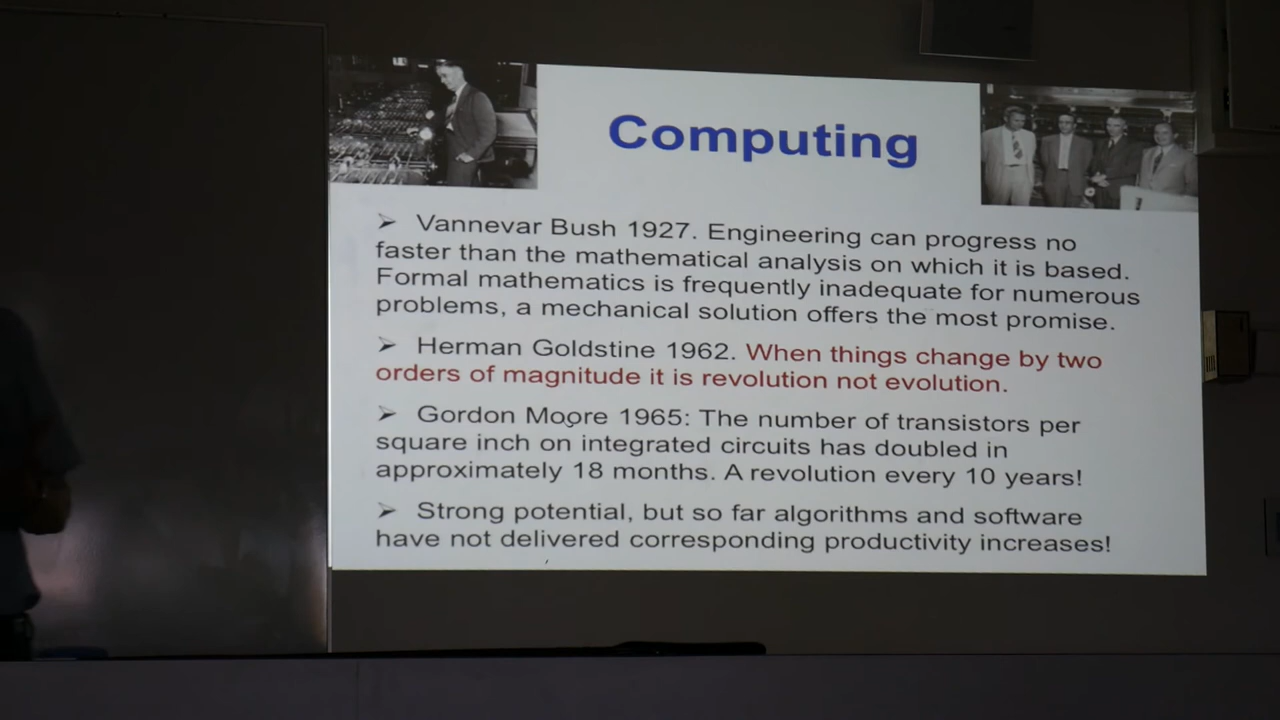 Computing
➢ Vannevar Bush 1927. Engineering can progress no
faster than the mathematical analysis on which it is based.
Formal mathematics is frequently inadequate for numerous
problems, a mechanical solution offers the most promise.
➢ Herman Goldstine 1962. When things change by two
orders of magnitude it is revolution not evolution.
➢ Gordon Moore 1965: The number of transistors per
square inch on integrated circuits has doubled in
approximately 18 months. A revolution every 10 years!
➢ Strong potential, but so far algorithms and software
have not delivered corresponding productivity increases!